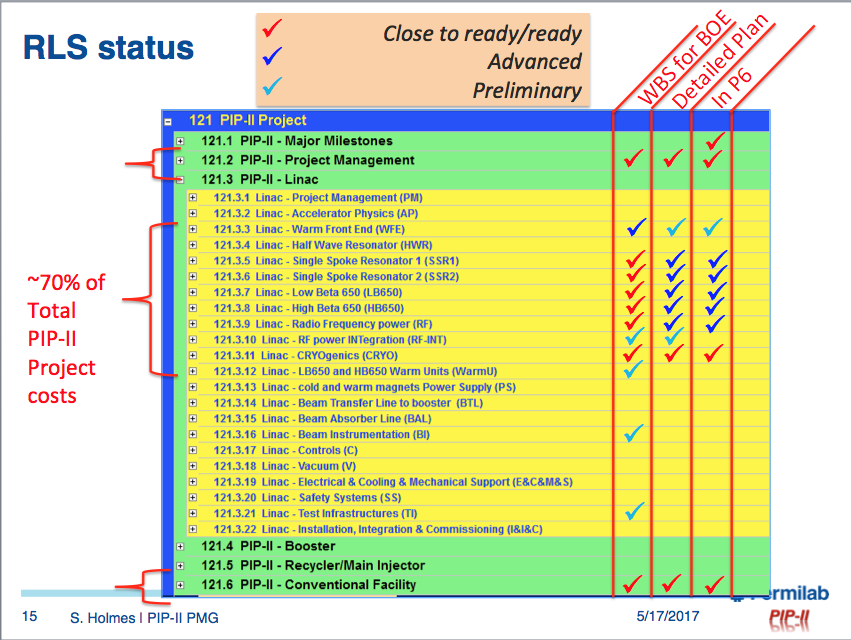 RLS status
Close to ready/ready
Advanced
Preliminary
WBS for BOE
Detailed Plan
In P6
121 PIP-II Project
121.1 PIP-II - Major Milestones
121.2 PIP-II - Project Management
121.3 PIP-II - Linac
121.3.1 Linac - Project Management (PM)
121.3.2 Linac - Accelerator Physics (AP)
121.3.3 Linac - Warm Front End (WFE)
121.3.4 Linac - Half Wave Resonator (HWR)
121.3.5 Linac - Single Spoke Resonator 1 (SSR1)
121.3.6 Linac - Single Spoke Resonator 2 (SSR2)
121.3.7 Linac - Low Beta 650 (LB650)
121.3.8 Linac - High Beta 650 (HB650)
121.3.9 Linac - Radio Frequency power (RF)
121.3.10 Linac - RF power INTegration (RF-INT)
121.3.11 Linac - CRYOgenics (CRYO)
121.3.12 Linac - LB650 and HB650 Warm Units (WarmU)
121.3.13 Linac - cold and warm magnets Power Supply (PS)
121.3.14 Linac - Beam Transfer Line to booster (BTL)
121.3.15 Linac - Beam Absorber Line (BAL)
121.3.16 Linac - Beam Instrumentation (BI)
121.3.17 Linac - Controls (C)
121.3.18 Linac - Vacuum (V)
121.3.19 Linac - Electrical & Cooling & Mechanical Support (E&C&M&S)
121.3.20 Linac - Safety Systems (SS)
121.3.21 Linac - Test Infrastructures (TI)
121.3.22 Linac - Installation, Integration & Commissioning (I&I&C)
121.4 PIP-II - Booster
121.5 PIP-II - Recycler/Main Injector
121.6 PIP-II - Conventional Facility
~70% of
Total
PIP-II
Project
costs
15 S. Holmes | PIP-II PMG
5/17/2017
Fermilab
PIP-II